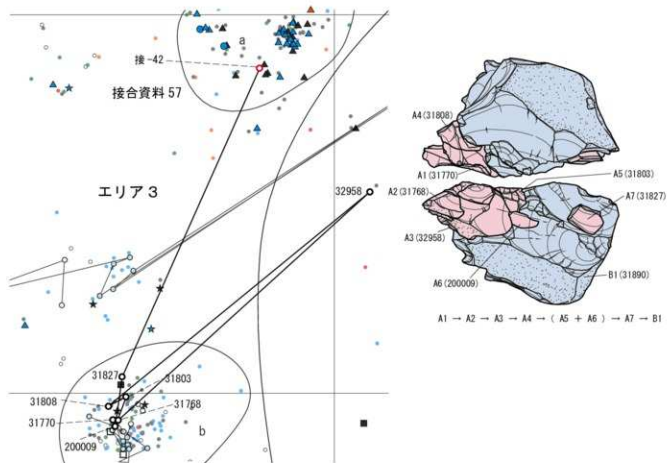 a
接-42
接合資料 57
エリア 3
32958
31827
31803
31808
31768
31770
200009
b
A4(31808)
A1(31770)
A5(31803)
A2(31768)
A7(31827)
A3(32958)
A6(200009)
B1(31890)
A1 → A2 → A3 → A4 → ( A5 + A6 ) → A7 → B1